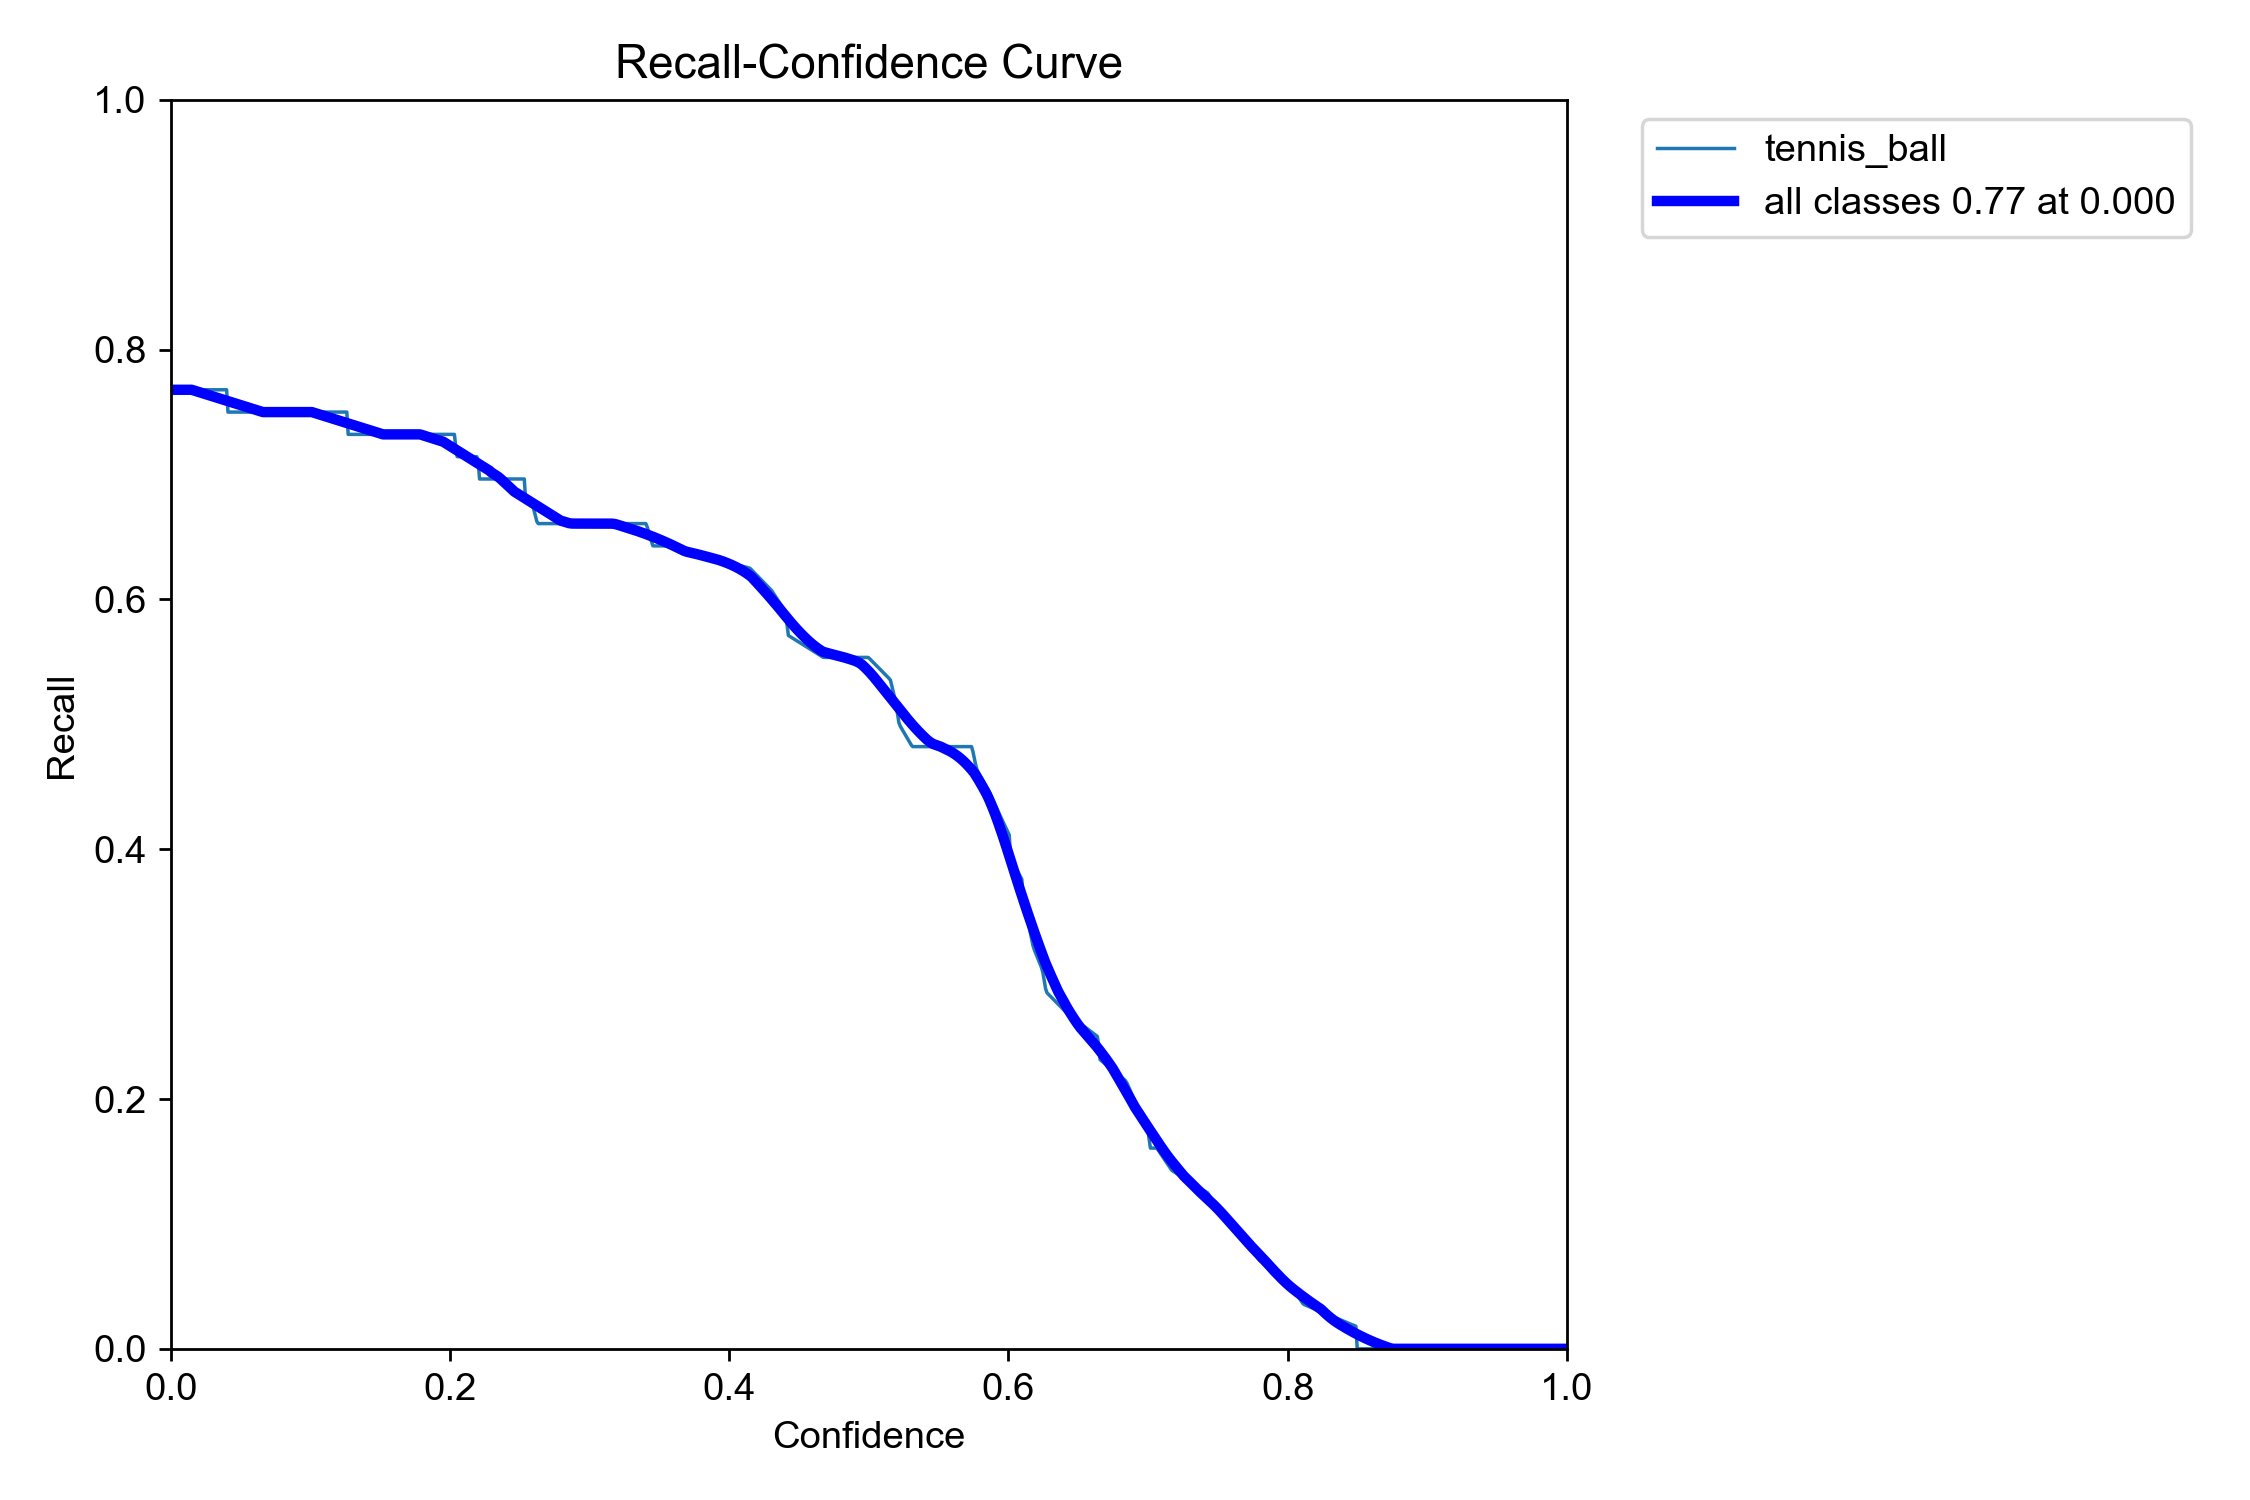 Recall-Confidence Curve
tennis_ball
all classes 0.77 at 0.000
1.0
0.8
0.6
0.4
0.2
0.0
Recall
0.0 0.2 0.4 0.6 0.8 1.0
Confidence